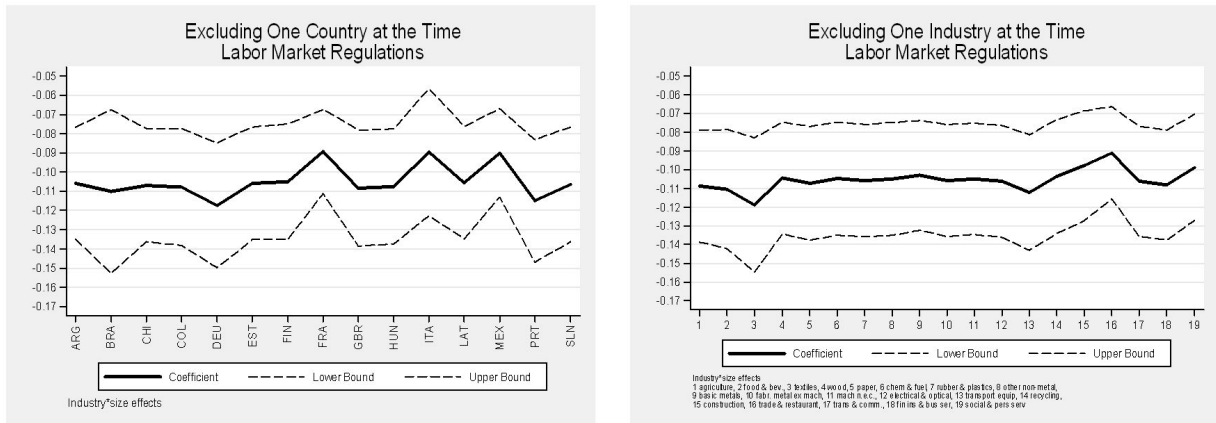 Excluding One Country at the Time
Labor Market Regulations
-0.05
-0.06
-0.07
-0.08
-0.09
-0.10
-0.11
-0.12
-0.13
-0.14
-0.15
-0.16
-0.17
ARG
BRA
CHI
COL
DEU
EST
FIN
FRA
GBR
HUN
ITA
LAT
MEX
PRT
SLN
Coefficient
Lower Bound
Upper Bound
Industry*size effects
Excluding One Industry at the Time
Labor Market Regulations
-0.05
-0.06
-0.07
-0.08
-0.09
-0.10
-0.11
-0.12
-0.13
-0.14
-0.15
-0.16
-0.17
1 2 3 4 5 6 7 8 9 10 11 12 13 14 15 16 17 18 19
Coefficient
Lower Bound
Upper Bound
Industry*size effects
1 agriculture, 2 food & bev., 3 textiles, 4 wood, 5 paper, 6 chem & fuel, 7 rubber & plastics, 8 other non-metal,
9 basic metals, 10 fabr. metal ex mach, 11 mach n.e.c., 12 electrical & optical, 13 transport equip, 14 recycling,
15 construction, 16 trade & restaurant, 17 trans & comm., 18 fin ins & bus ser, 19 social & pers serv